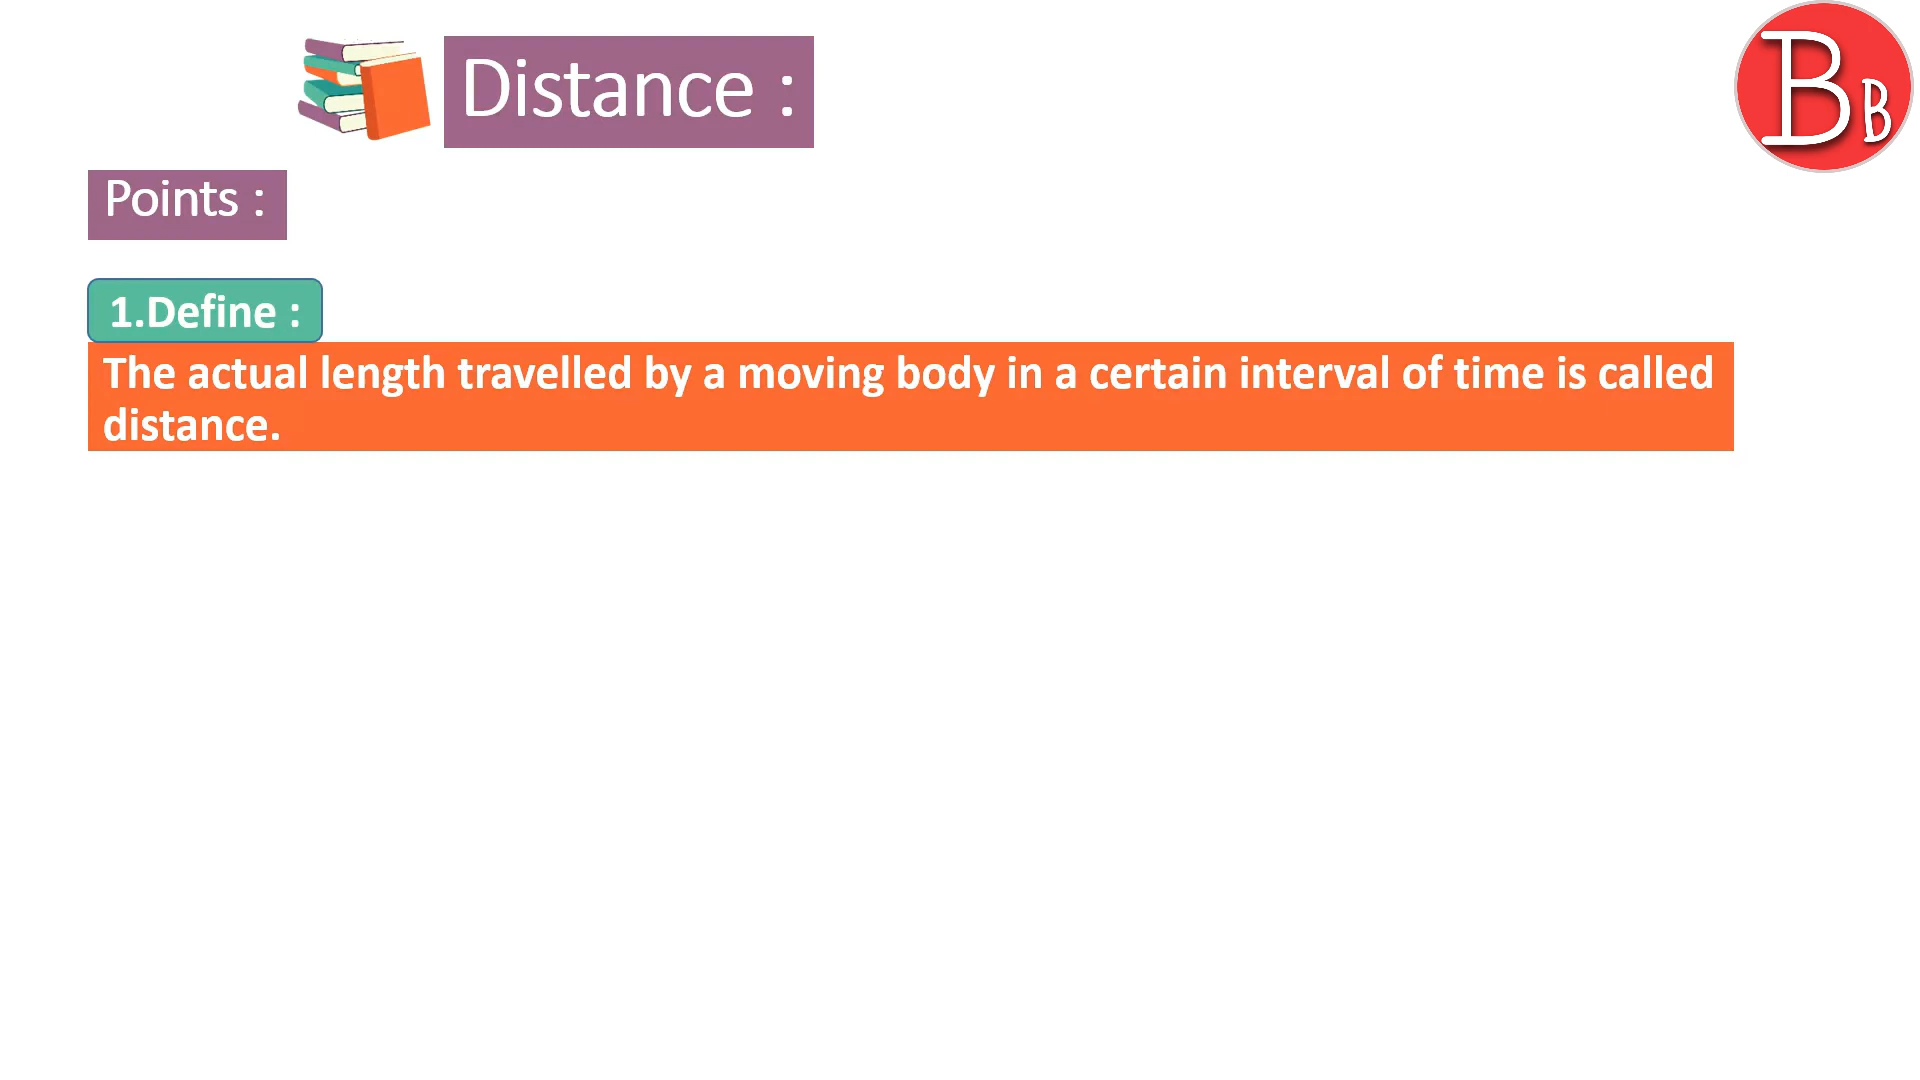 Distance :
B B
Points :
1.Define :
The actual length travelled by a moving body in a certain interval of time is called
distance.